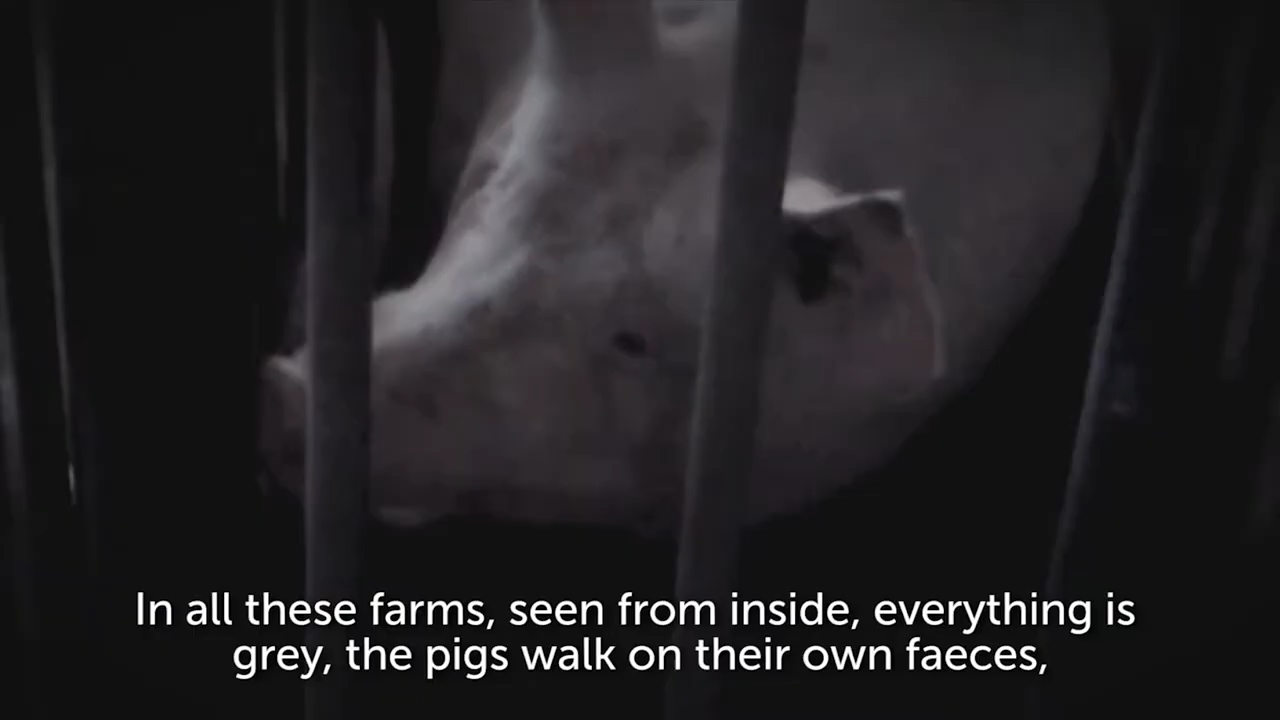 In all these farms, seen from inside, everything is
grey, the pigs walk on their own faeces,